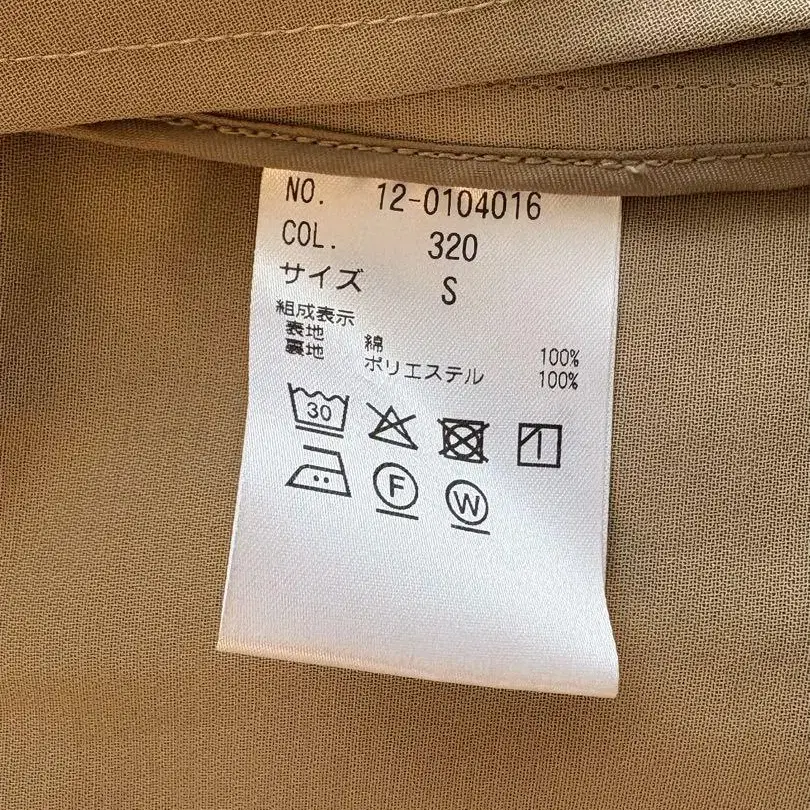 NO. 12-0104016
COL. 320
サイズ S
組成表示
表地 綿 100%
裏地 ポリエステル 100%
30
F W